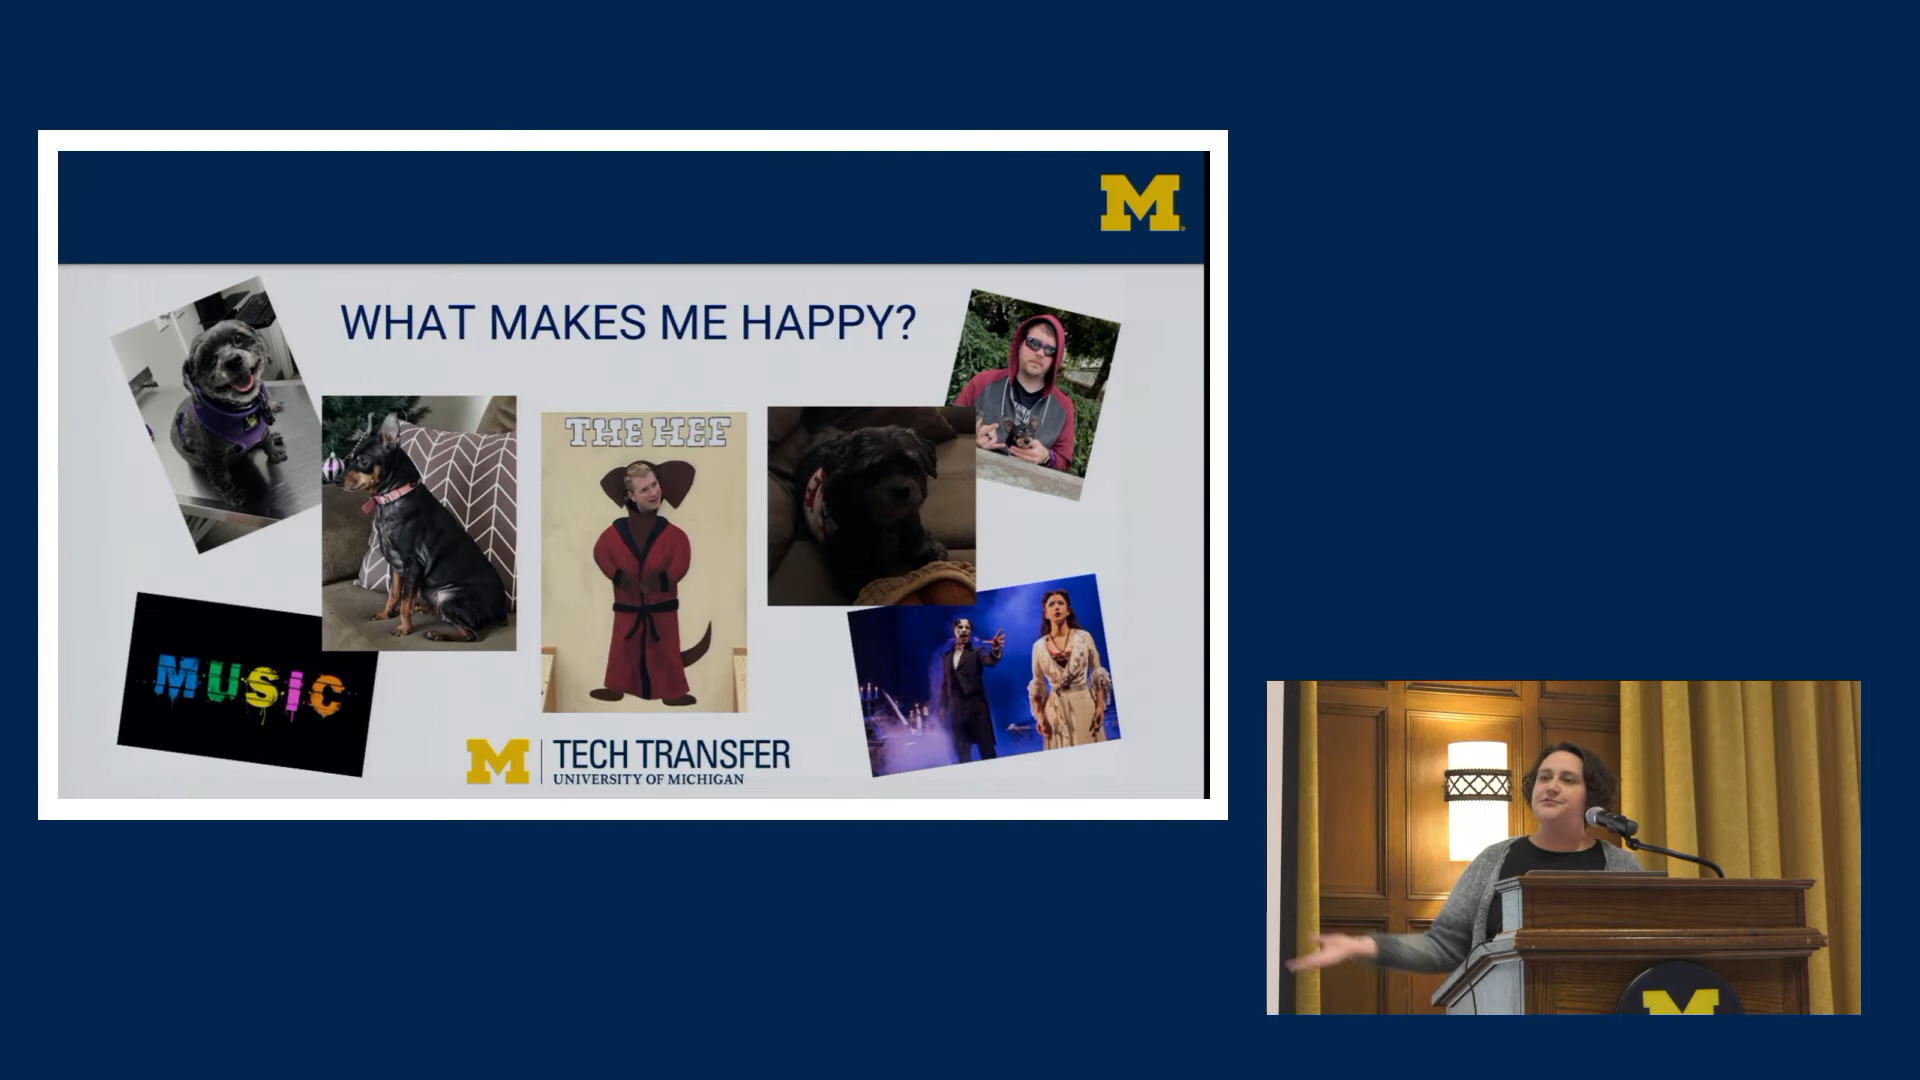 M
WHAT MAKES ME HAPPY?
THE HEF
MUSIC
M TECH TRANSFER
UNIVERSITY OF MICHIGAN
M